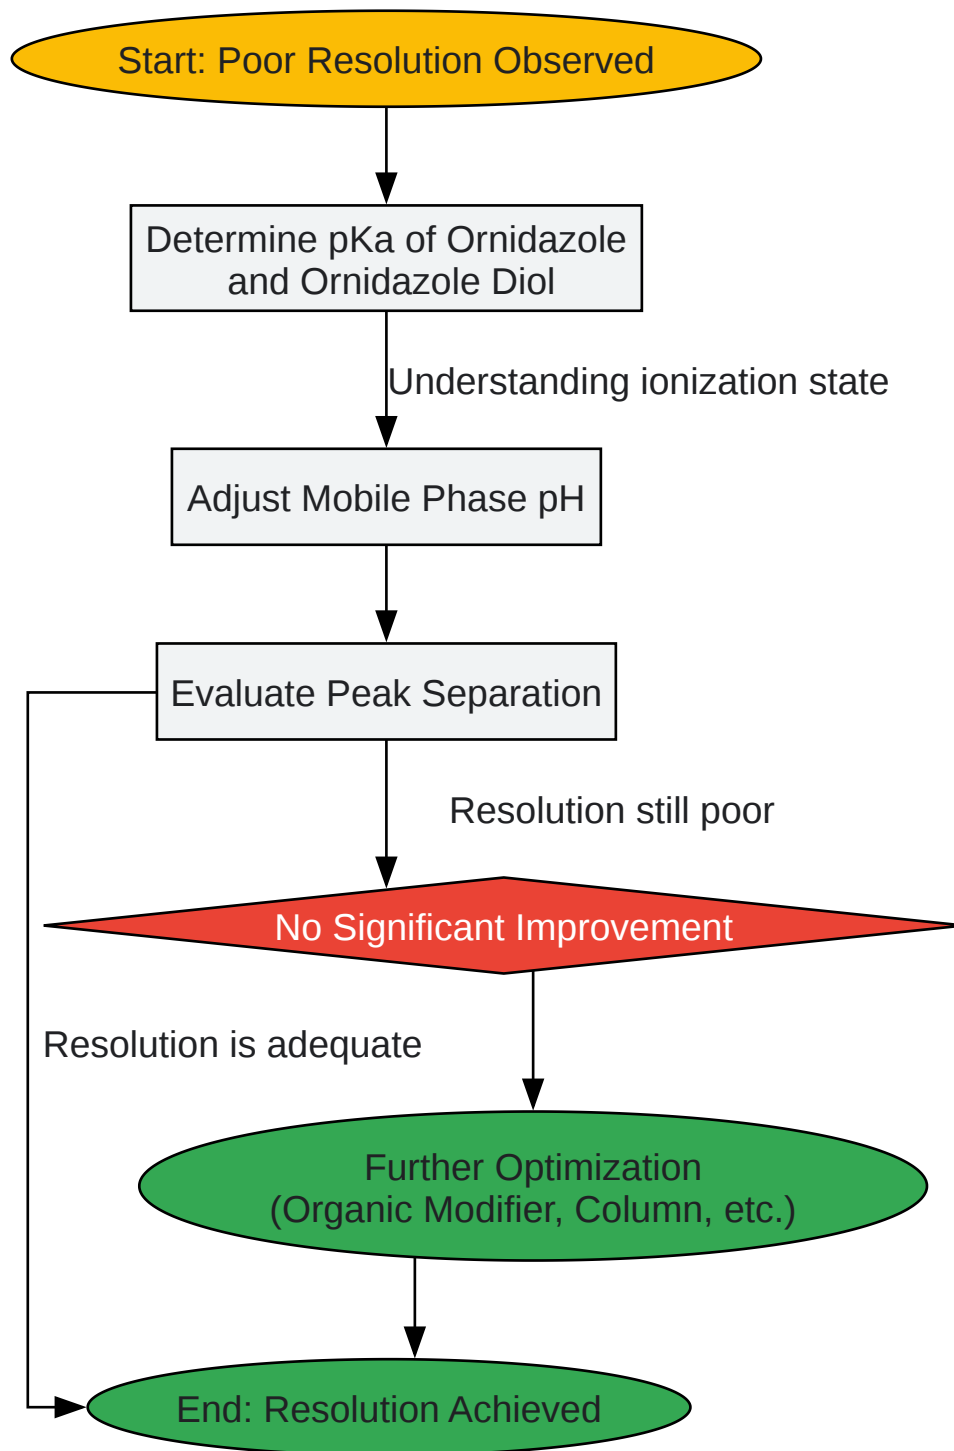 Start: Poor Resolution Observed
Determine pKa of Ornidazole
and Ornidazole Diol
Understanding ionization state
Adjust Mobile Phase pH
Evaluate Peak Separation
Resolution still poor
No Significant Improvement
Resolution is adequate
Further Optimization
(Organic Modifier, Column, etc.)
End: Resolution Achieved